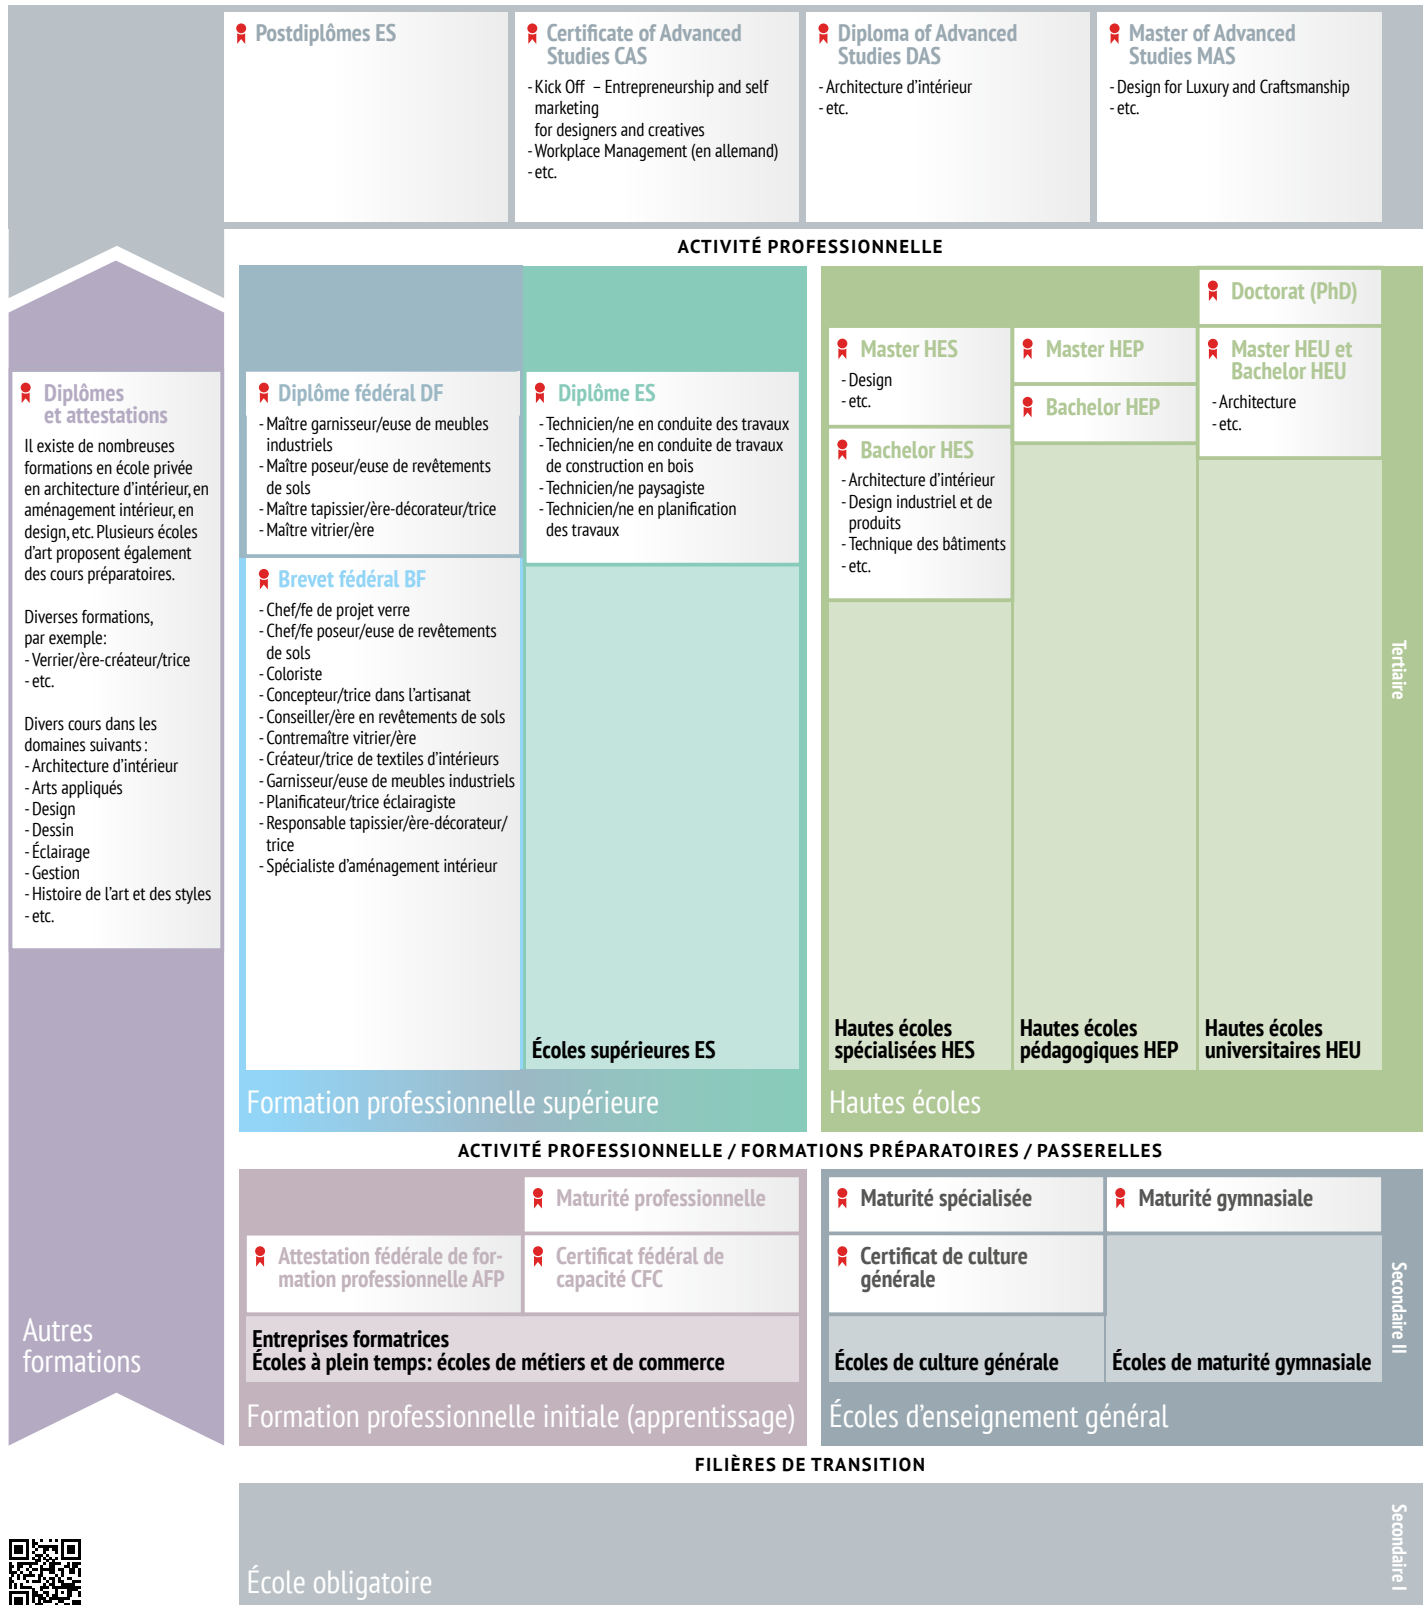 Postdiplômes ES
Certificate of Advanced
Studies CAS
- Kick Off – Entrepreneurship and self
marketing
for designers and creatives
- Workplace Management (en allemand)
- etc.
Diploma of Advanced
Studies DAS
- Architecture d’intérieur
- etc.
Master of Advanced
Studies MAS
- Design for Luxury and Craftsmanship
- etc.
ACTIVITÉ PROFESSIONNELLE
Diplômes
et attestations
Il existe de nombreuses
formations en école privée
en architecture d’intérieur, en
aménagement intérieur, en
design, etc. Plusieurs écoles
d’art proposent également
des cours préparatoires.
Diverses formations,
par exemple:
- Verrier/ère-créateur/trice
- etc.
Divers cours dans les
domaines suivants :
- Architecture d’intérieur
- Arts appliqués
- Design
- Dessin
- Éclairage
- Gestion
- Histoire de l’art et des styles
- etc.
Autres
formations
Diplôme fédéral DF
- Maître garnisseur/euse de meubles
industriels
- Maître poseur/euse de revêtements
de sols
- Maître tapissier/ère-décorateur/trice
- Maître vitrier/ère
Brevet fédéral BF
- Chef/fe de projet verre
- Chef/fe poseur/euse de revêtements
de sols
- Coloriste
- Concepteur/trice dans l’artisanat
- Conseiller/ère en revêtements de sols
- Contremaître vitrier/ère
- Créateur/trice de textiles d’intérieurs
- Garnisseur/euse de meubles industriels
- Planificateur/trice éclairagiste
- Responsable tapissier/ère-décorateur/
trice
- Spécialiste d’aménagement intérieur
Diplôme ES
- Technicien/ne en conduite des travaux
- Technicien/ne en conduite de travaux
de construction en bois
- Technicien/ne paysagiste
- Technicien/ne en planification
des travaux
Écoles supérieures ES
Formation professionnelle supérieure
Master HES
- Design
- etc.
Bachelor HES
- Architecture d’intérieur
- Design industriel et de
produits
- Technique des bâtiments
- etc.
Hautes écoles
spécialisées HES
Master HEP
Bachelor HEP
Hautes écoles
pédagogiques HEP
Doctorat (PhD)
Master HEU et
Bachelor HEU
- Architecture
- etc.
Hautes écoles
universitaires HEU
Hautes écoles
Tertiaire
ACTIVITÉ PROFESSIONNELLE / FORMATIONS PRÉPARATOIRES / PASSERELLES
Maturité professionnelle
Attestation fédérale de for-
mation professionnelle AFP
Certificat fédéral de
capacité CFC
Entreprises formatrices
Écoles à plein temps: écoles de métiers et de commerce
Formation professionnelle initiale (apprentissage)
Maturité spécialisée
Certificat de culture
générale
Écoles de culture générale
Maturité gymnasiale
Écoles de maturité gymnasiale
Écoles d’enseignement général
Secondaire II
FILIÈRES DE TRANSITION
École obligatoire
Secondaire I